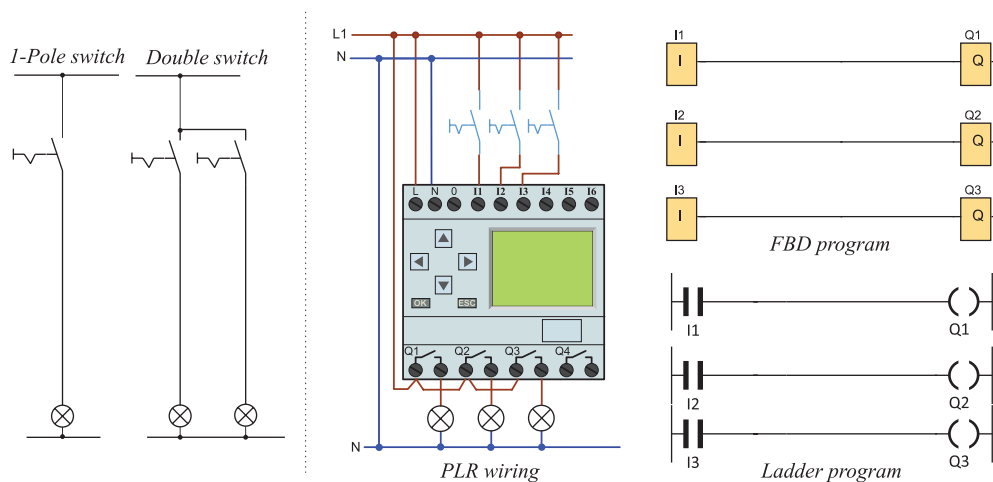 1-Pole switch
Double switch
L1
N
L N 0 I1 I2 I3 I4 I5 I6
OK ESC
Q1 Q2 Q3 Q4
N
PLR wiring
I1 Q1
I Q
I2 Q2
I Q
I3 Q3
I Q
FBD program
I1 Q1
I2 Q2
I3 Q3
Ladder program